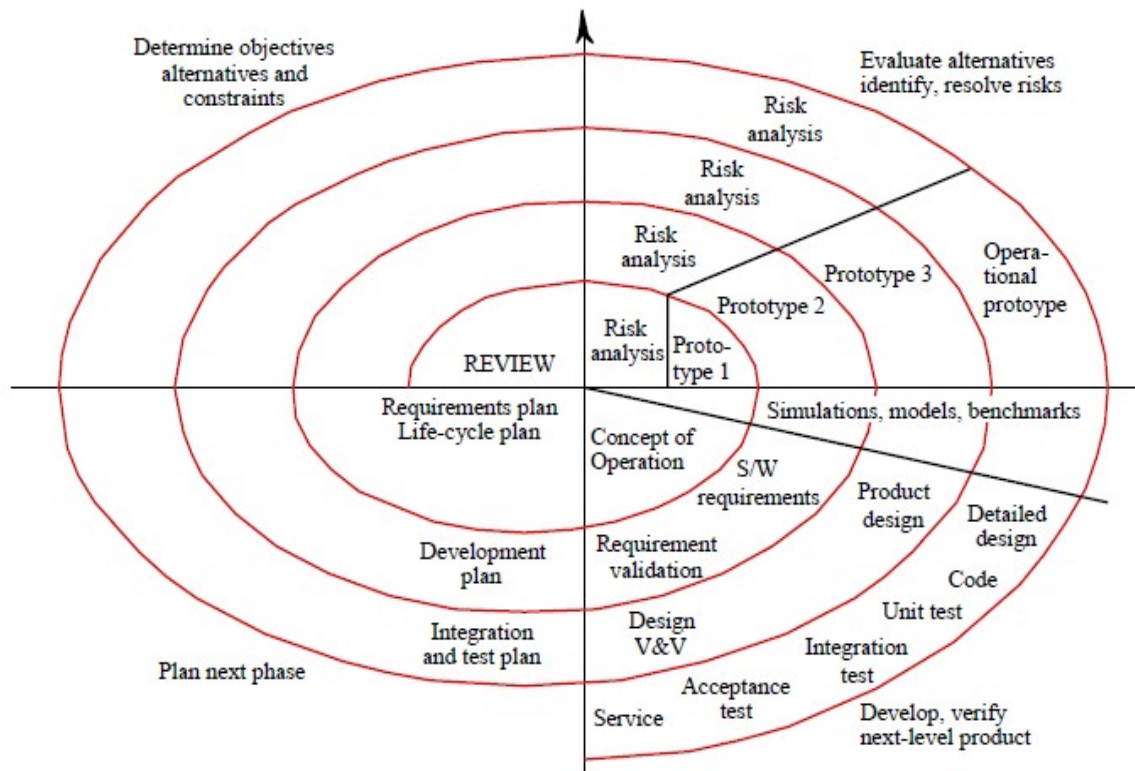 Determine objectives
alternatives and
constraints
Evaluate alternatives
identify, resolve risks
Risk
analysis
Risk
analysis
Risk
analysis
Risk
analysis
REVIEW
Proto-
type 1
Prototype 2
Prototype 3
Opera-
tional
protoype
Requirements plan
Life-cycle plan
Simulations, models, benchmarks
Concept of
Operation
S/W
requirements
Product
design
Detailed
design
Development
plan
Requirement
validation
Code
Unit test
Integration
and test plan
Design
V&V
Integration
test
Plan next phase
Acceptance
test
Service
Develop, verify
next-level product